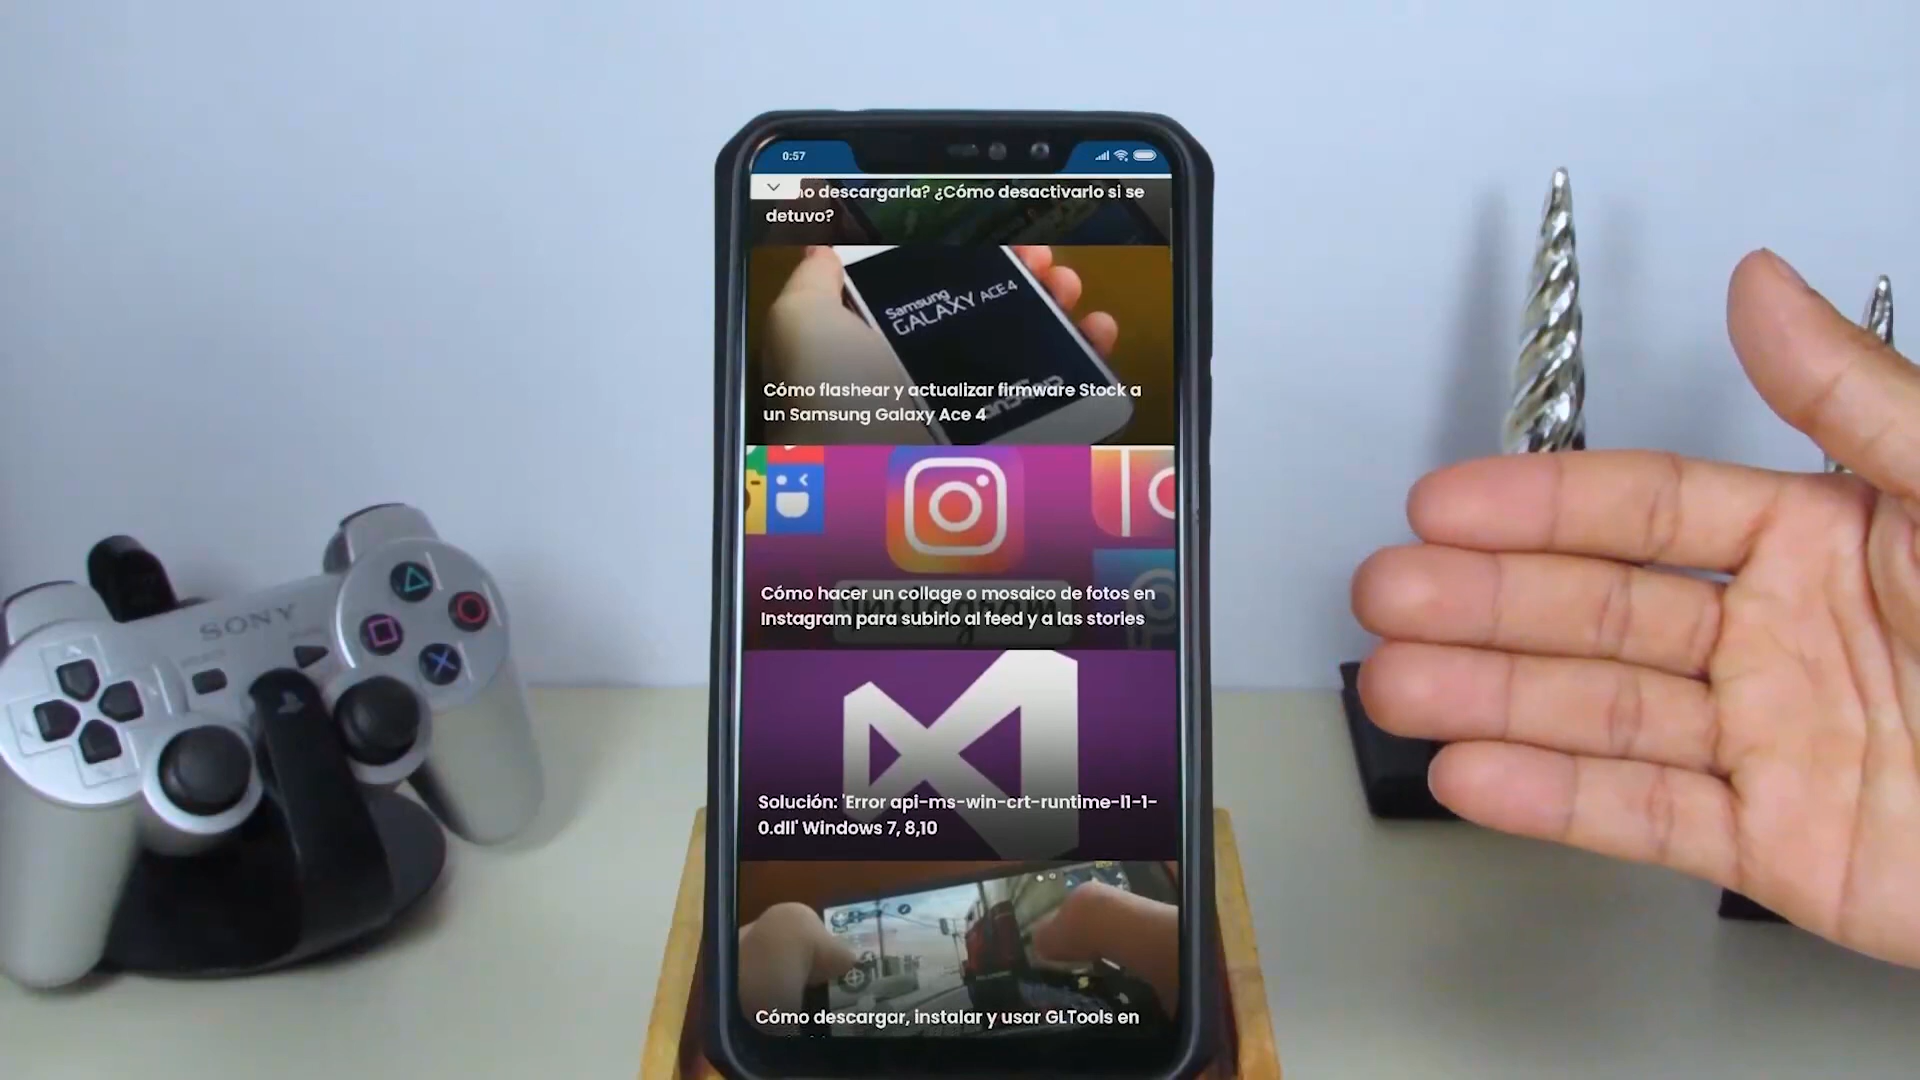 0:57
descargarla? ¿Cómo desactivarlo si se
detuvo?
Samsung
GALAXY ACE 4
Cómo flashear y actualizar firmware Stock a
un Samsung Galaxy Ace 4
Cómo hacer un collage o mosaico de fotos en
Instagram para subirlo al feed y a las stories
Solución: 'Error api-ms-win-crt-runtime-l1-1-
0.dll' Windows 7, 8,10
Cómo descargar, instalar y usar GLTools en
SONY